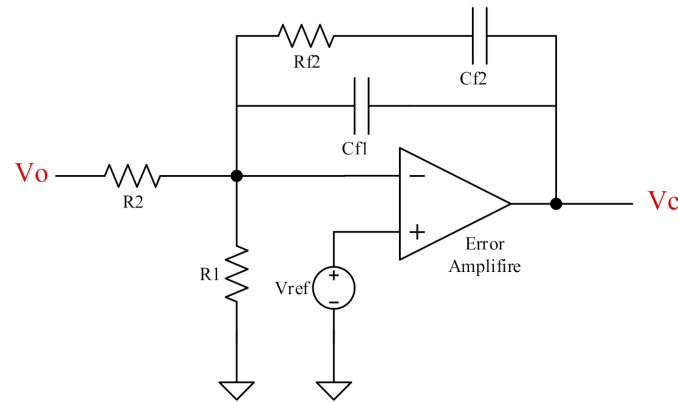 Rf2
Cf2
Cf1
Vo
R2
Vc
Error
Amplifire
R1
Vref